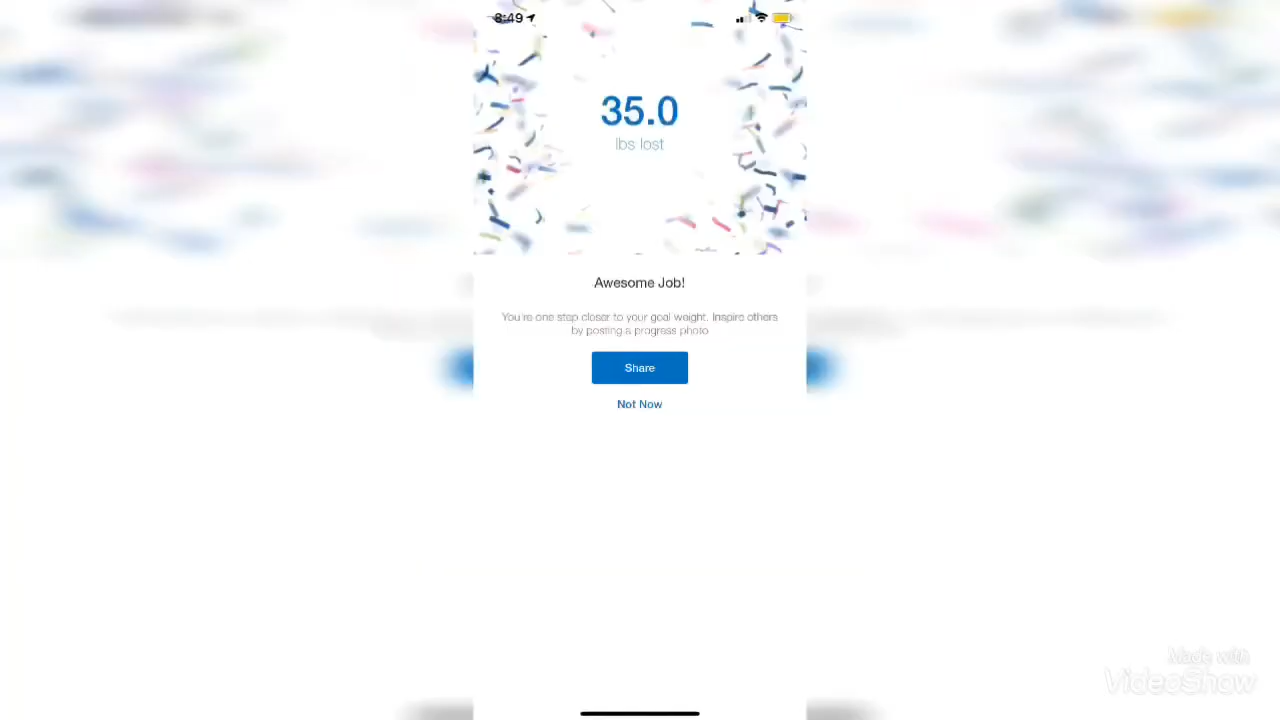 8:49
35.0
lbs lost
Awesome Job!
You're one step closer to your goal weight. Inspire others
by posting a progress photo
Share
Not Now
Made with
VideoShow